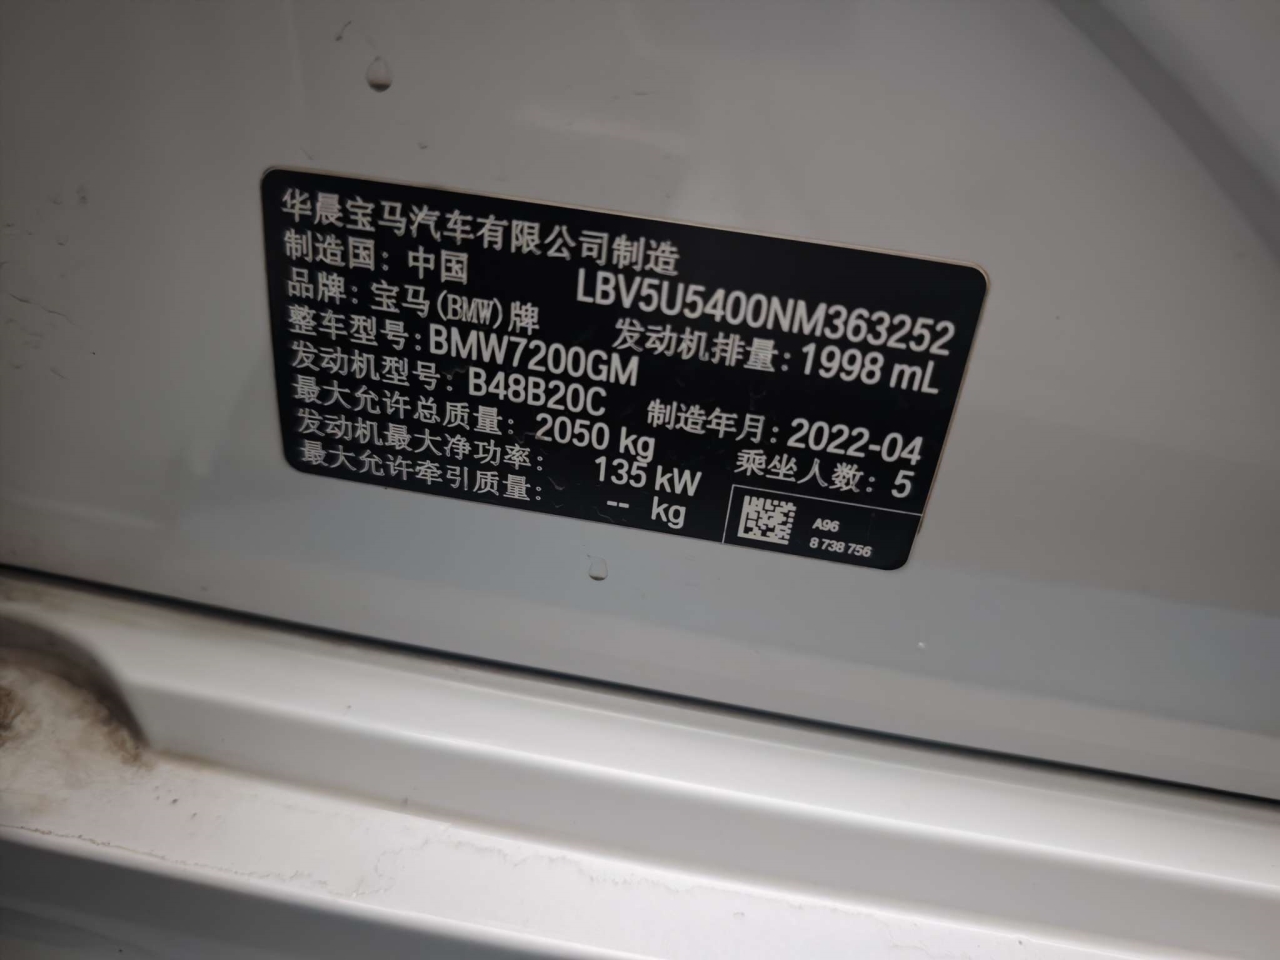 华晨宝马汽车有限公司制造
制造国：中国
LBV5U5400NM363252
品牌：宝马(BMW)牌
发动机排量：1998 mL
整车型号：BMW7200GM
发动机型号：B48B20C
制造年月：2022-04
最大允许总质量：2050 kg
乘坐人数：5
发动机最大净功率：135 kW
最大允许牵引质量：-- kg
A96
8 738 756